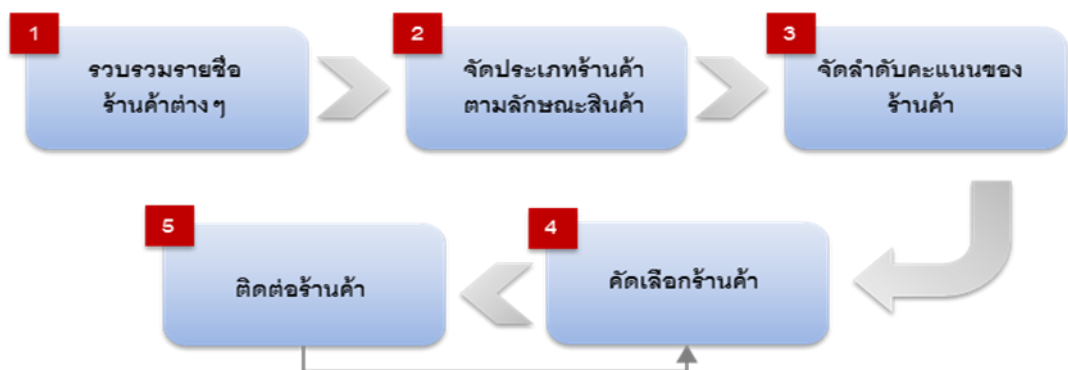 1
รวบรวมรายชื่อ
ร้านค้าต่างๆ
2
จัดประเภทร้านค้า
ตามลักษณะสินค้า
3
จัดลำดับคะแนนของ
ร้านค้า
4
คัดเลือกร้านค้า
5
ติดต่อร้านค้า